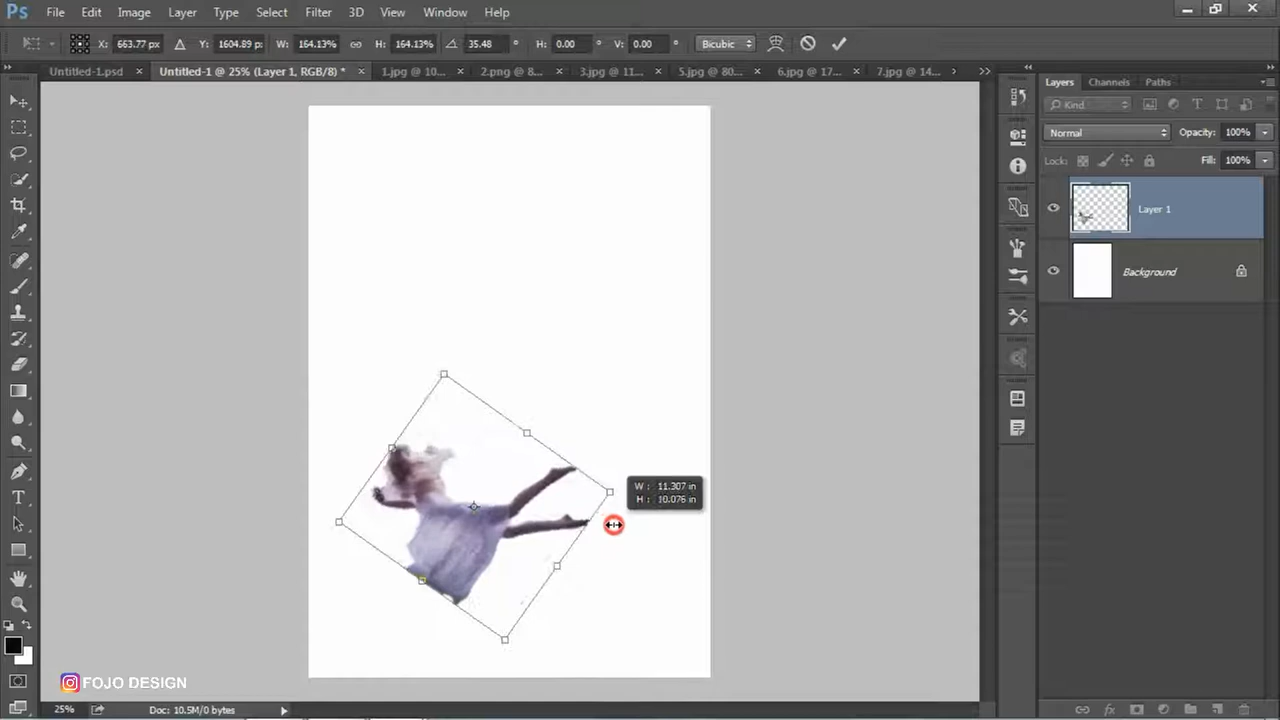 Ps File Edit Image Layer Type Select Filter 3D View Window Help
X: 663.77 px Y: 1604.89 p: W: 164.13% H: 164.13% 35.48 ° H: 0.00 ° V: 0.00 ° Bicubic
Untitled-1.psd × Untitled-1 @ 25% (Layer 1, RGB/8) * × 1.jpg @ 10... × 2.png @ 8... × 3.jpg @ 11... × 5.jpg @ 80... × 6.jpg @ 17... × 7.jpg @ 14...
Layers Channels Paths
Kind
Normal Opacity: 100%
Lock: Fill: 100%
Layer 1
Background
W : 11.307 in
H : 10.076 in
FOJO DESIGN
25% Doc: 10.5M/0 bytes